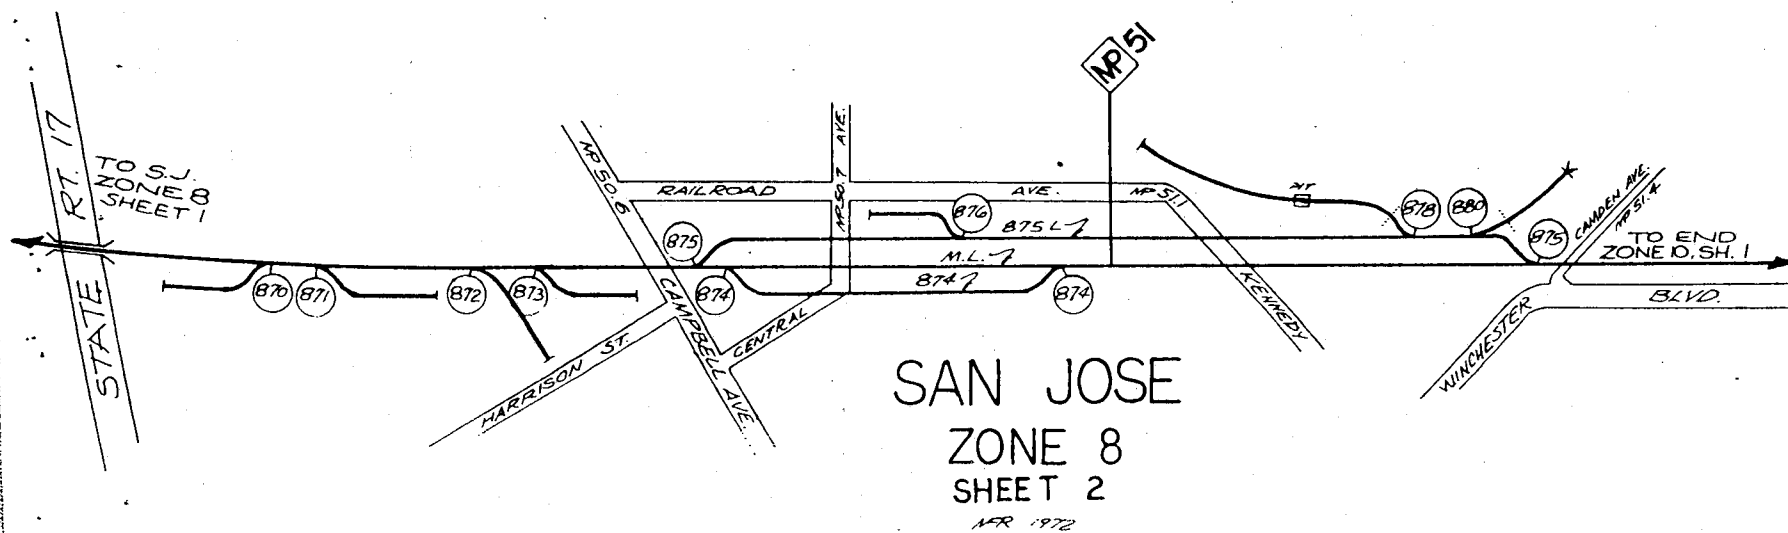 MP 51
STATE RT. 17
TO S.J.
ZONE 8
SHEET 1
MP 50.6
CAMPBELL AVE.
RAILROAD AVE.
MP 51.1
MP 50.7 AVE.
CENTRAL
HARRISON ST.
KENNEDY
CAMDEN AVE.
MP 51.4
WINCHESTER BLVD.
TO END
ZONE 10, SH. 1
PIT
876
878
880
875
875 L
875
M.L.
874
870
871
872
873
874
874
SAN JOSE
ZONE 8
SHEET 2
1972